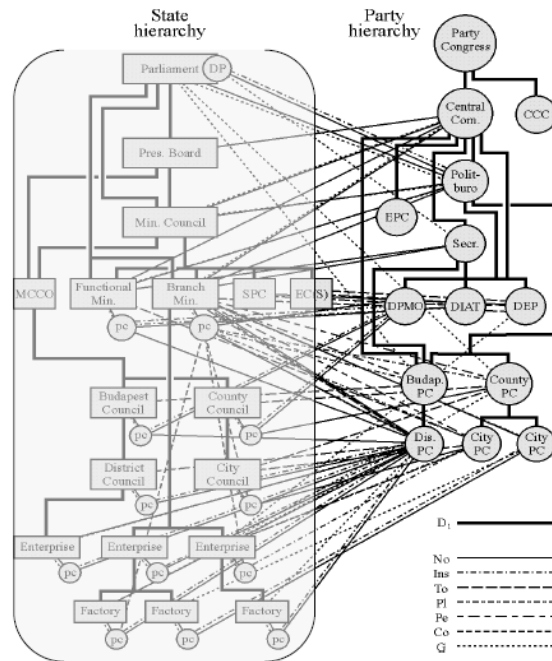 State
hierarchy
Party
hierarchy
Party
Congress
Parliament
DP
Central
Com.
CCC
Pres. Board
Polit-
buro
EPC
Min. Council
Secr.
MCCO
Functional
Min.
Branch
Min.
SPC
EC(S)
DPMO
DIAT
DEP
pc
pc
Budapest
Council
County
Council
Budap.
PC
County
PC
pc
pc
Dis.
PC
City
PC
City
PC
District
Council
City
Council
pc
pc
Enterprise
Enterprise
Enterprise
pc
pc
pc
Factory
Factory
Factory
pc
pc
pc
D₁
No
Ins
To
Pl
Pe
Co
G